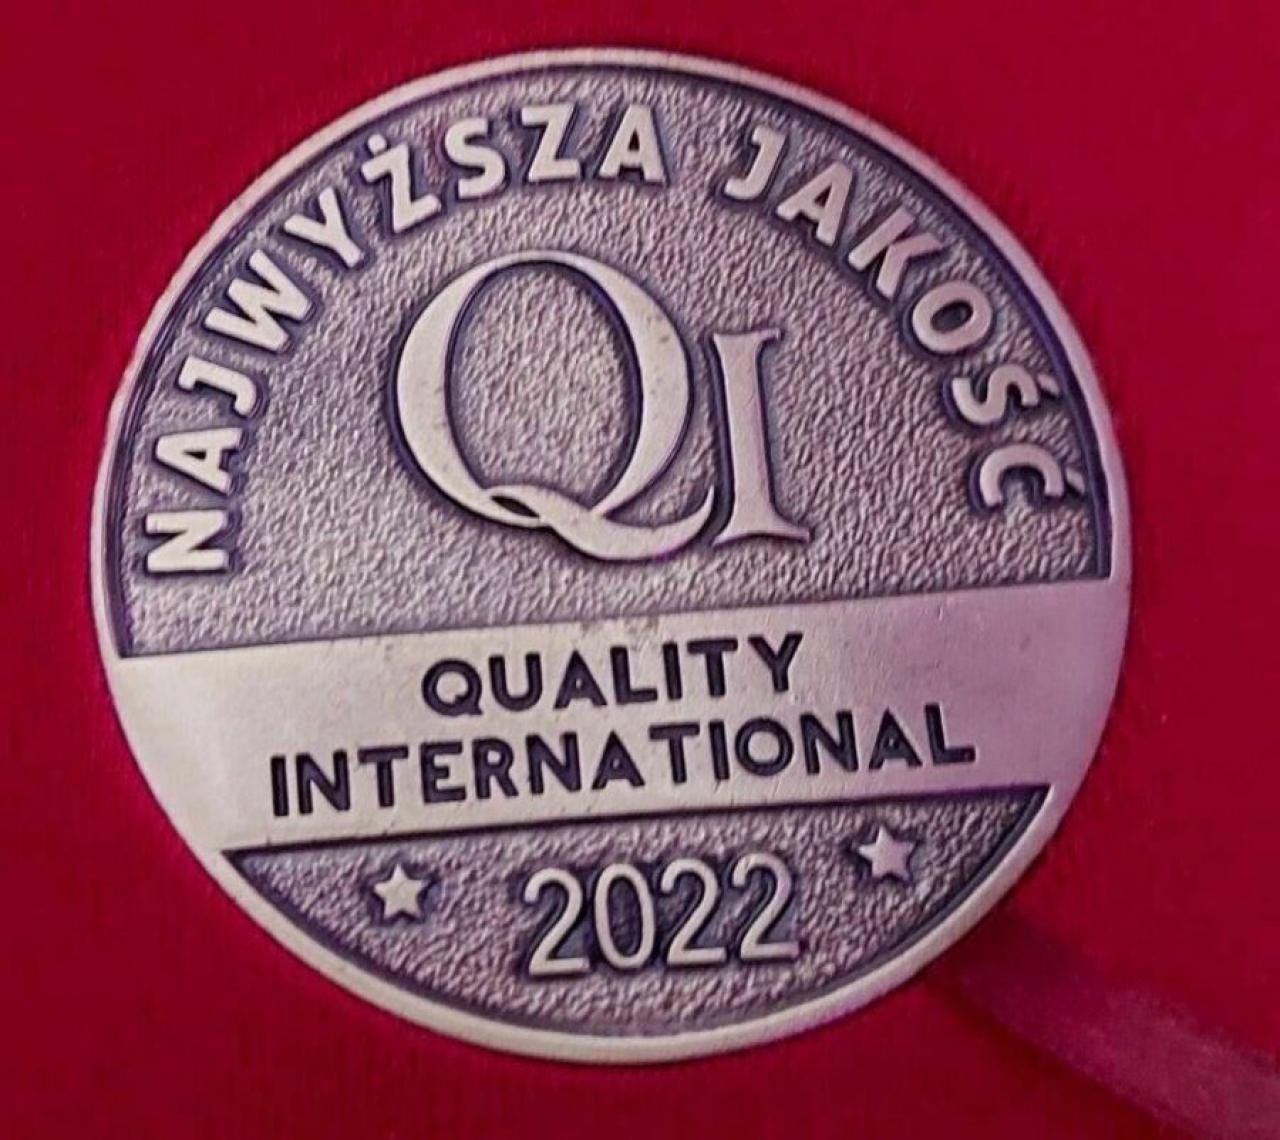 NAJWYŻSZA JAKOŚĆ
QI
QUALITY
INTERNATIONAL
2022